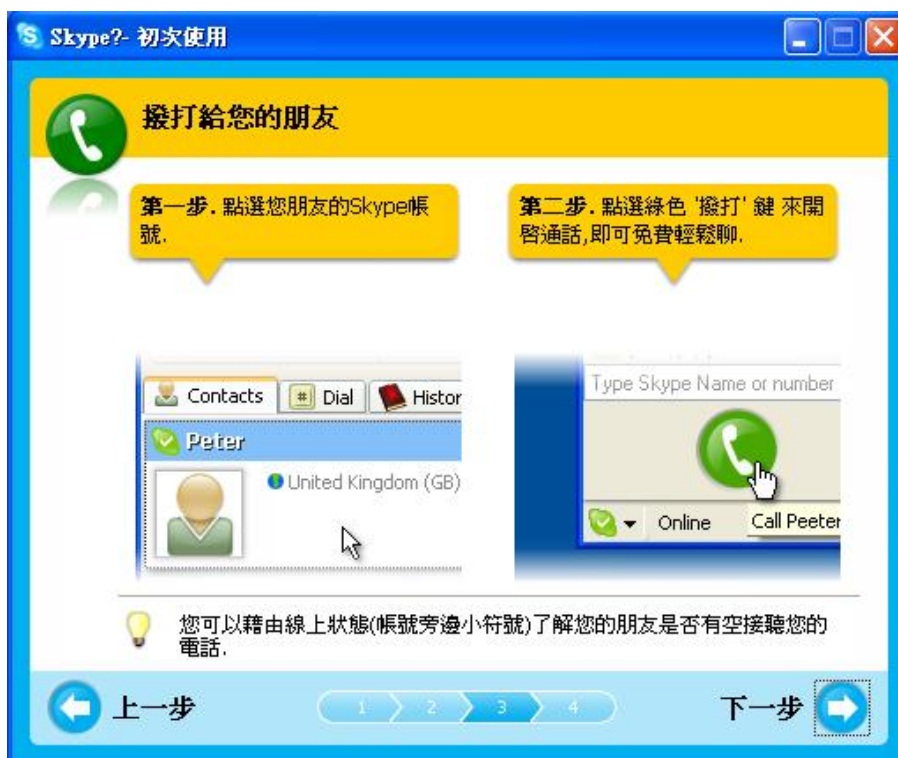 Skype?- 初次使用
撥打給您的朋友
第一步. 點選您朋友的Skype帳
號.
第二步. 點選綠色 '撥打' 鍵 來開
啓通話,即可免費輕鬆聊.
Contacts
Dial
Histor
Peter
United Kingdom (GB)
Type Skype Name or number
Online
Call Peeter
您可以藉由線上狀態(帳號旁邊小符號)了解您的朋友是否有空接聽您的
電話.
上一步
1 2 3 4
下一步